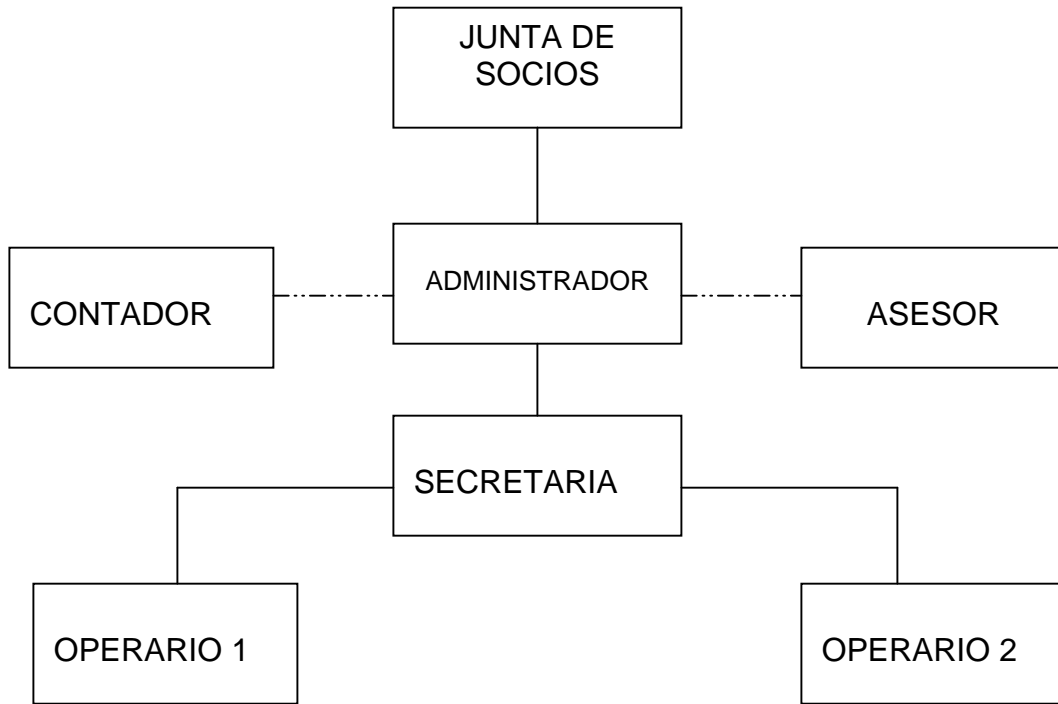 JUNTA DE
SOCIOS
ADMINISTRADOR
CONTADOR
ASESOR
SECRETARIA
OPERARIO 1
OPERARIO 2